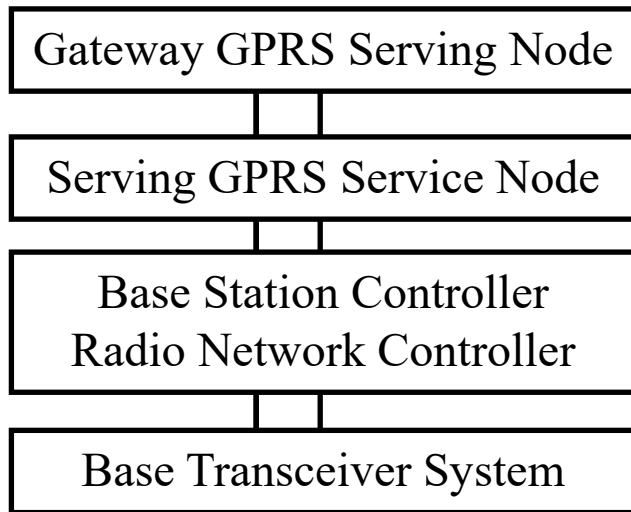 Gateway GPRS Serving Node
Serving GPRS Service Node
Base Station Controller
Radio Network Controller
Base Transceiver System